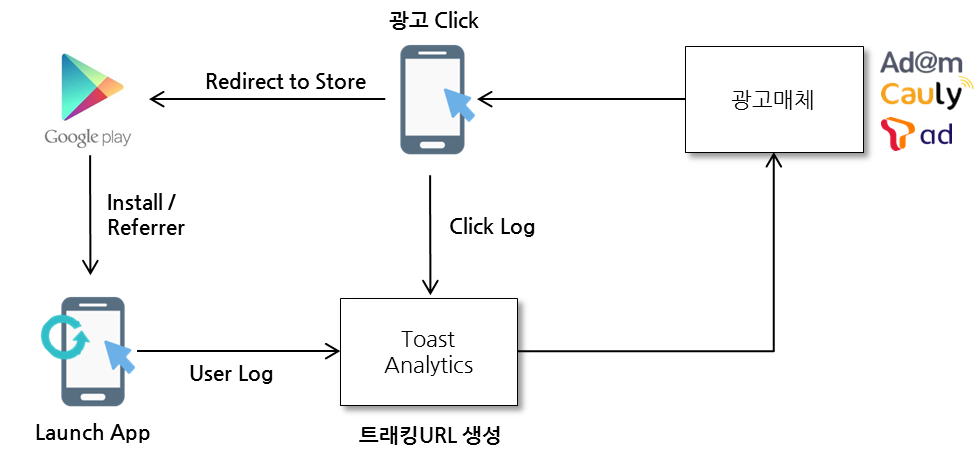 광고 Click
Redirect to Store
Google play
광고매체
Ad@m
Cauly
T ad
Install /
Referrer
Click Log
Toast
Analytics
User Log
Launch App
트래킹URL 생성